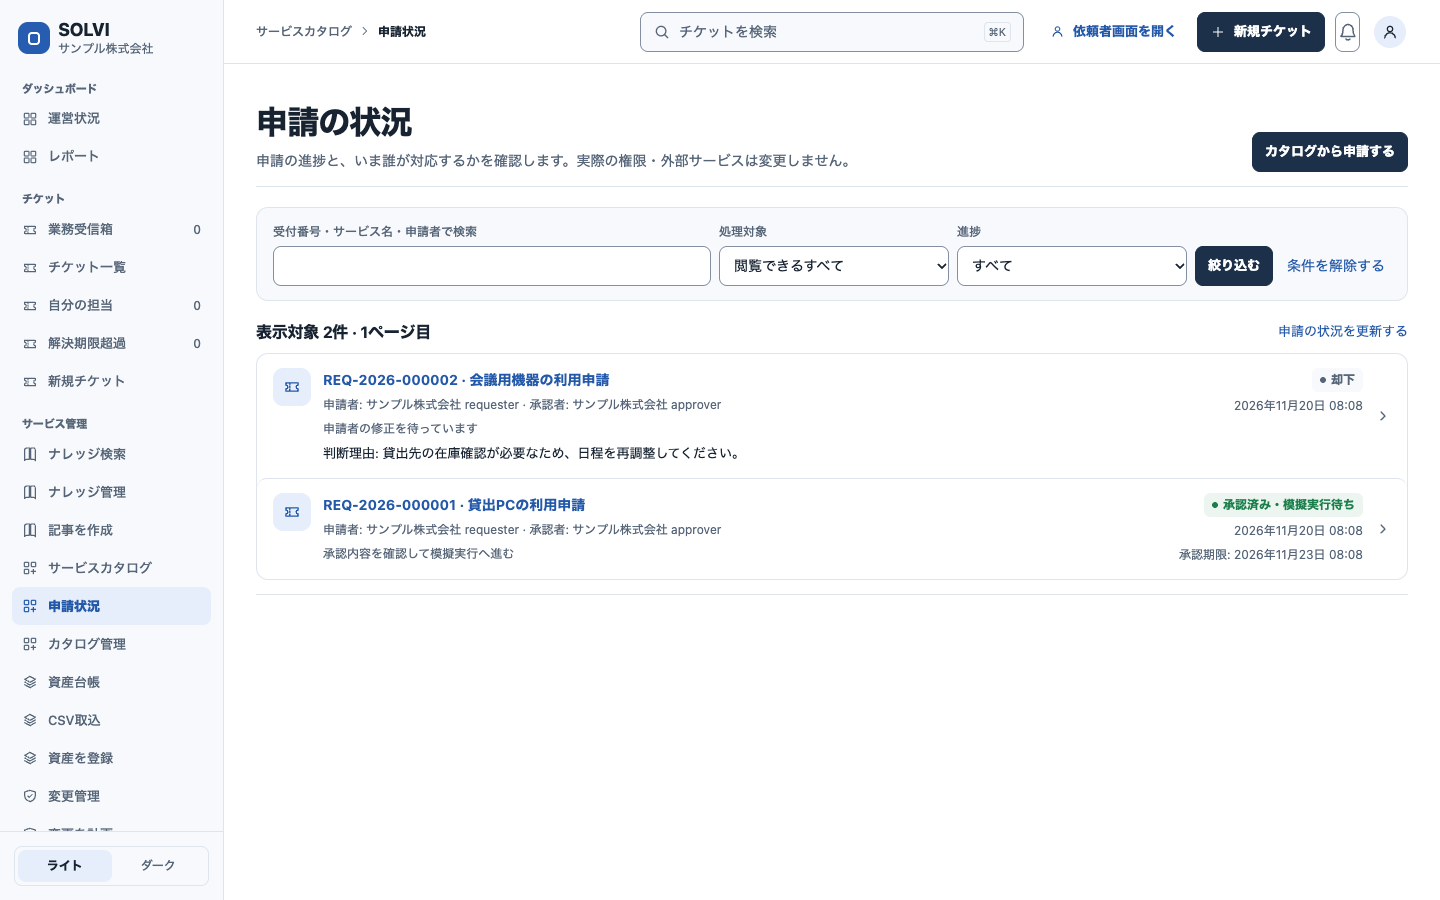 SOLVI
サンプル株式会社
ダッシュボード
運営状況
レポート
チケット
業務受信箱 0
チケット一覧
自分の担当 0
解決期限超過 0
新規チケット
サービス管理
ナレッジ検索
ナレッジ管理
記事を作成
サービスカタログ
申請状況
カタログ管理
資産台帳
CSV取込
資産を登録
変更管理
ライト ダーク
サービスカタログ 申請状況
チケットを検索 ⌘K
依頼者画面を開く
新規チケット
申請の状況
申請の進捗と、いま誰が対応するかを確認します。実際の権限・外部サービスは変更しません。
カタログから申請する
受付番号・サービス名・申請者で検索 処理対象 進捗
閲覧できるすべて すべて 絞り込む 条件を解除する
表示対象 2件 · 1ページ目 申請の状況を更新する
REQ-2026-000002 · 会議用機器の利用申請 却下
申請者: サンプル株式会社 requester · 承認者: サンプル株式会社 approver 2026年11月20日 08:08
申請者の修正を待っています
判断理由: 貸出先の在庫確認が必要なため、日程を再調整してください。
REQ-2026-000001 · 貸出PCの利用申請 承認済み・模擬実行待ち
申請者: サンプル株式会社 requester · 承認者: サンプル株式会社 approver 2026年11月20日 08:08
承認内容を確認して模擬実行へ進む 承認期限: 2026年11月23日 08:08